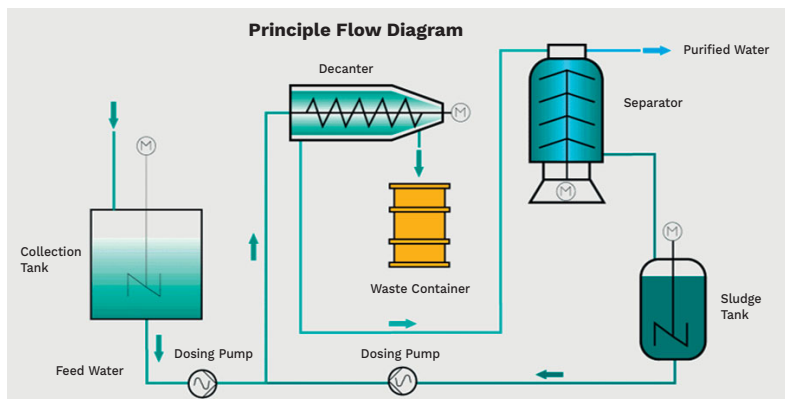 Principle Flow Diagram
Decanter
M
Purified Water
Separator
M
M
Collection
Tank
Waste Container
M
Sludge
Tank
Feed Water
Dosing Pump
Dosing Pump
M